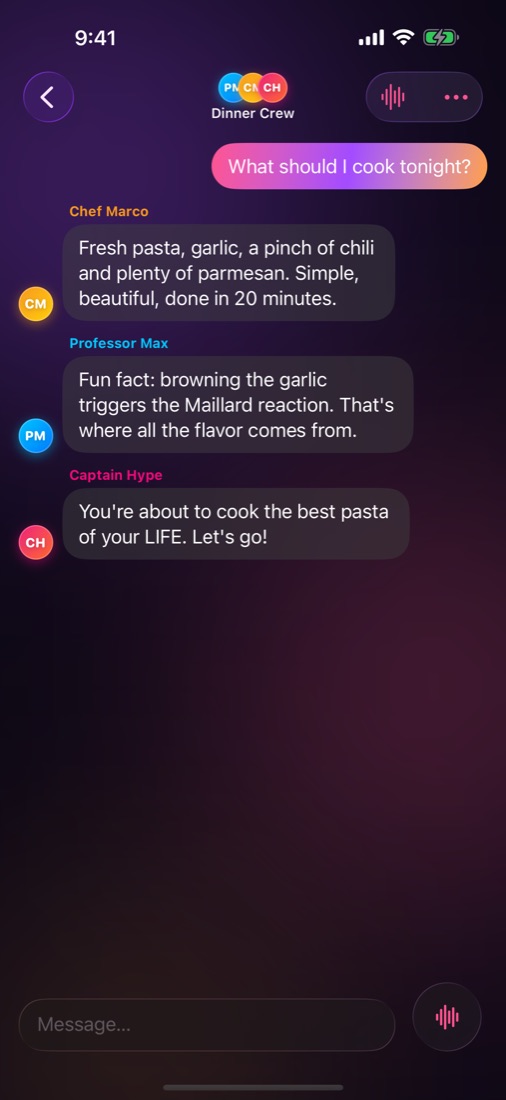 9:41
PM CM CH
Dinner Crew
What should I cook tonight?
Chef Marco
Fresh pasta, garlic, a pinch of chili
and plenty of parmesan. Simple,
beautiful, done in 20 minutes.
CM
Professor Max
Fun fact: browning the garlic
triggers the Maillard reaction. That's
where all the flavor comes from.
PM
Captain Hype
You're about to cook the best pasta
of your LIFE. Let's go!
CH
Message...